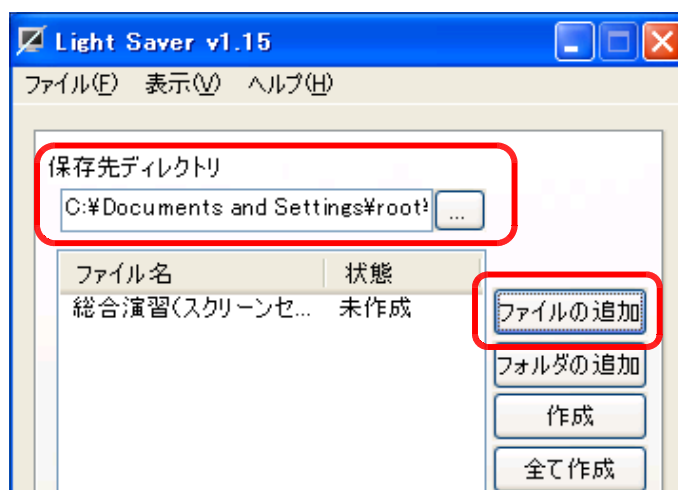 Light Saver v1.15
ファイル(F) 表示(V) ヘルプ(H)
保存先ディレクトリ
C:¥Documents and Settings¥root¥
...
ファイル名 状態
総合演習(スクリーンセ... 未作成
ファイルの追加
フォルダの追加
作成
全て作成